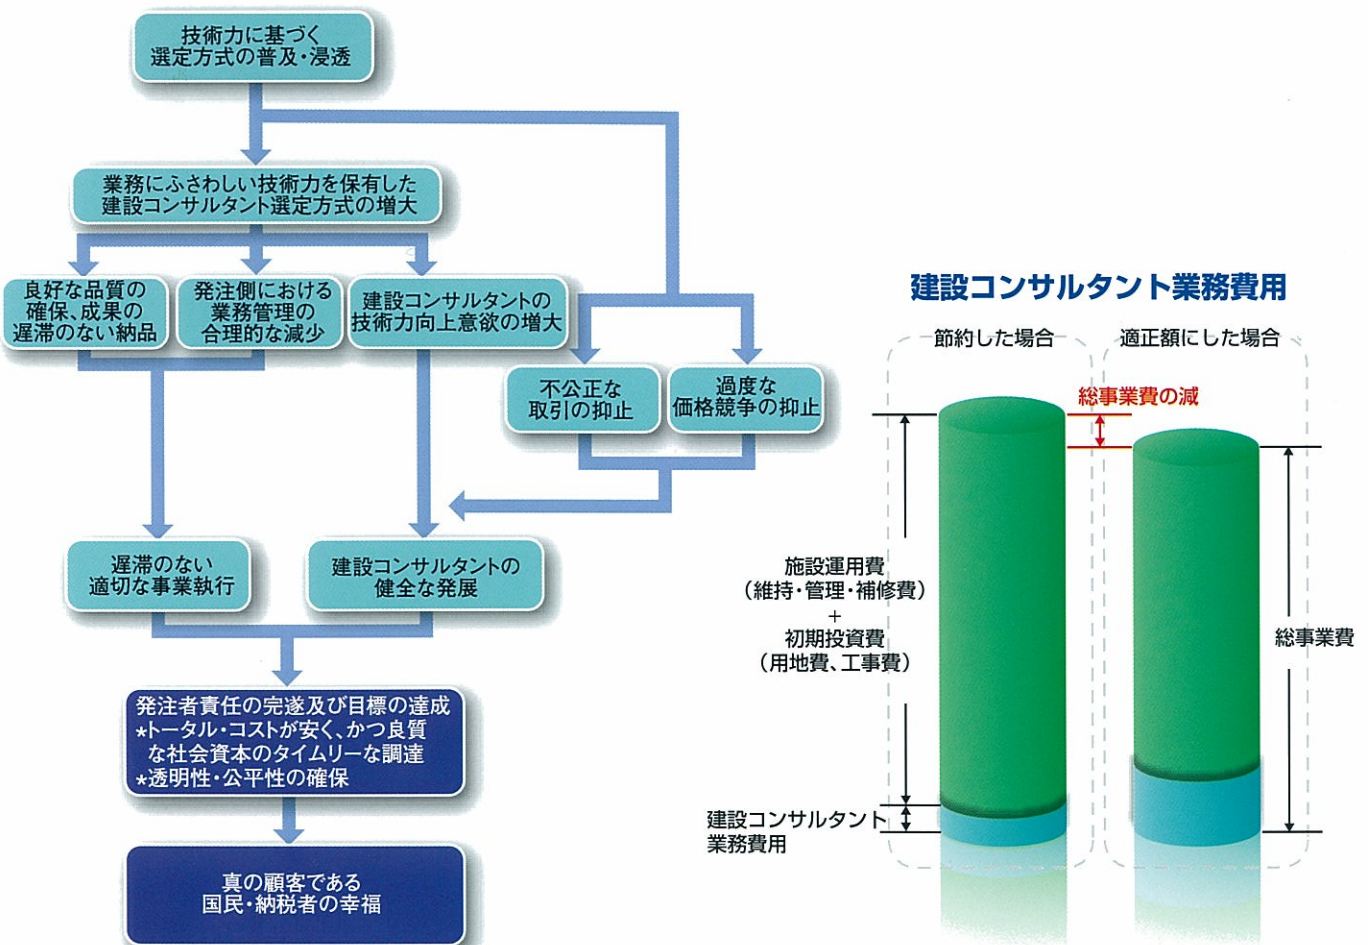 技術力に基づく
選定方式の普及・浸透
業務にふさわしい技術力を保有した
建設コンサルタント選定方式の増大
良好な品質の
確保、成果の
遅滞のない納品
発注側における
業務管理の
合理的な減少
建設コンサルタントの
技術力向上意欲の増大
不公正な
取引の抑止
過度な
価格競争の抑止
遅滞のない
適切な事業執行
建設コンサルタントの
健全な発展
発注者責任の完遂及び目標の達成
*トータル・コストが安く、かつ良質
な社会資本のタイムリーな調達
*透明性・公平性の確保
真の顧客である
国民・納税者の幸福
建設コンサルタント業務費用
節約した場合
適正額にした場合
総事業費の減
施設運用費
(維持・管理・補修費)
+
初期投資費
(用地費、工事費)
総事業費
建設コンサルタント
業務費用